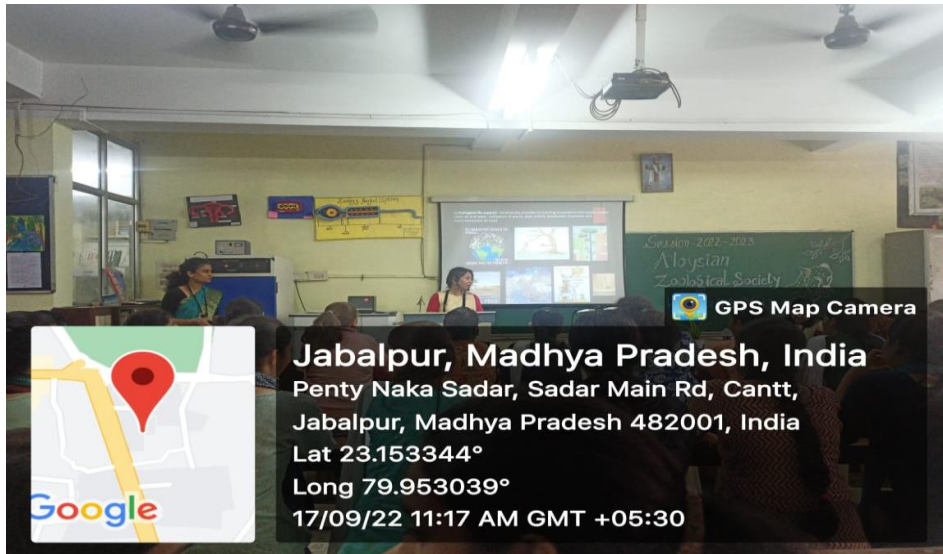 Session-2022-2023
Aloysian
Zoological Society
GPS Map Camera
Jabalpur, Madhya Pradesh, India
Penty Naka Sadar, Sadar Main Rd, Cantt,
Jabalpur, Madhya Pradesh 482001, India
Lat 23.153344°
Long 79.953039°
17/09/22 11:17 AM GMT +05:30
Google